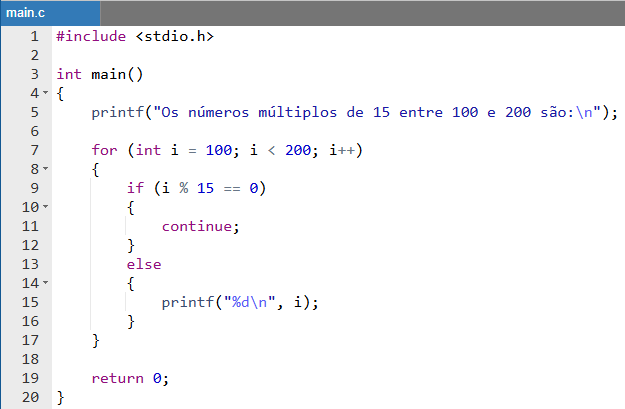 main.c
1 #include <stdio.h>
2
3 int main()
4 {
5     printf("Os números múltiplos de 15 entre 100 e 200 são:\n");
6
7     for (int i = 100; i < 200; i++)
8     {
9         if (i % 15 == 0)
10         {
11             continue;
12         }
13         else
14         {
15             printf("%d\n", i);
16         }
17     }
18
19     return 0;
20 }